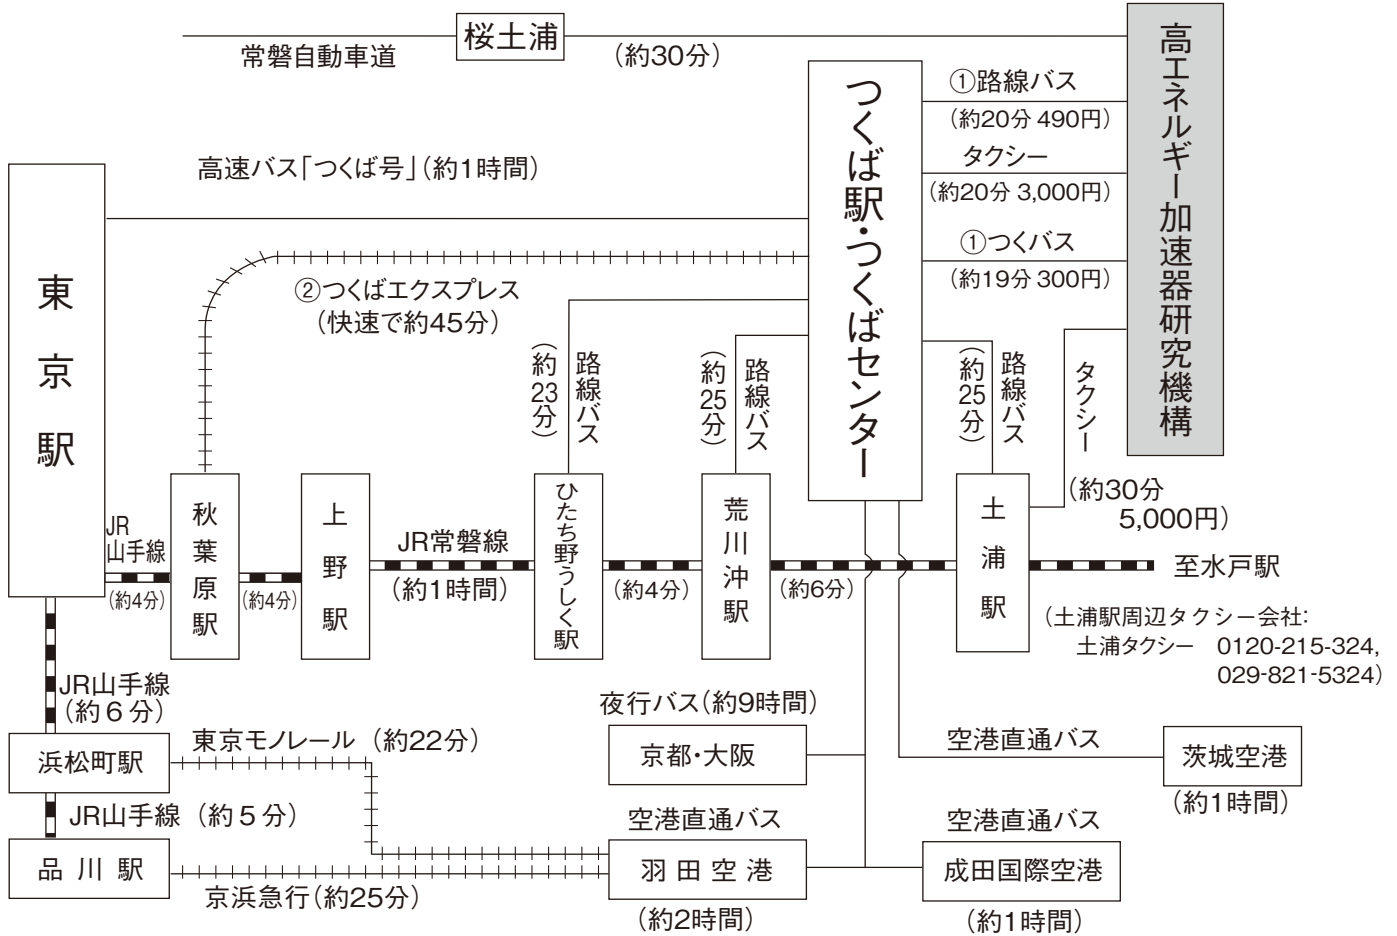 常磐自動車道
桜土浦
（約30分）
高エネルギー加速器研究機構
つくば駅・つくばセンター
①路線バス
（約20分 490円）
タクシー
（約20分 3,000円）
①つくバス
（約19分 300円）
高速バス「つくば号」（約1時間）
東京駅
②つくばエクスプレス
（快速で約45分）
路線バス
（約23分）
路線バス
（約25分）
路線バス
（約25分）
タクシー
（約30分
5,000円）
JR
山手線
（約4分）
秋葉原駅
（約4分）
上野駅
JR常磐線
（約1時間）
ひたち野うしく駅
（約4分）
荒川沖駅
（約6分）
土浦駅
至水戸駅
（土浦駅周辺タクシー会社:
土浦タクシー　0120-215-324,
029-821-5324）
JR山手線
（約６分）
浜松町駅
東京モノレール（約22分）
JR山手線（約５分）
品川駅
京浜急行（約25分）
夜行バス（約9時間）
京都・大阪
空港直通バス
羽田空港
（約2時間）
空港直通バス
茨城空港
（約1時間）
空港直通バス
成田国際空港
（約1時間）